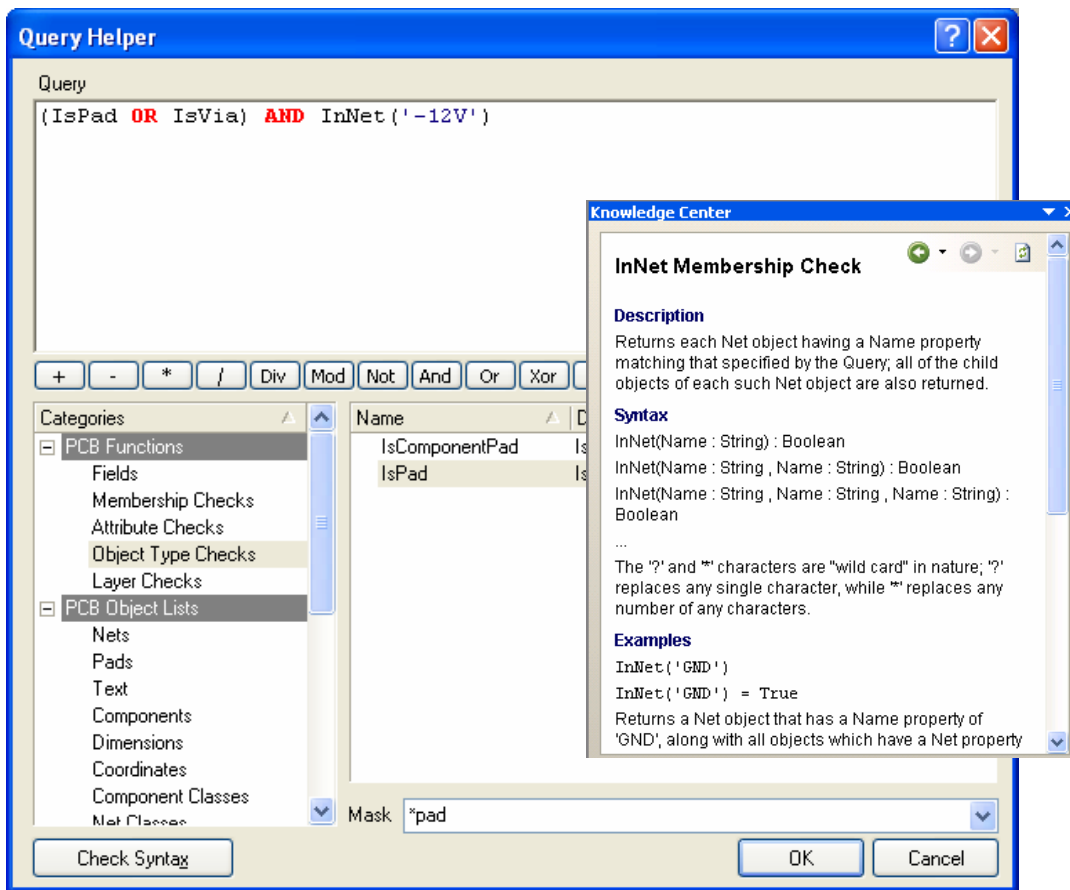 Query Helper
Query
(IsPad OR IsVia) AND InNet('-12V')
+ - * / Div Mod Not And Or Xor
Categories
PCB Functions
Fields
Membership Checks
Attribute Checks
Object Type Checks
Layer Checks
PCB Object Lists
Nets
Pads
Text
Components
Dimensions
Coordinates
Component Classes
Net Classes
Name
IsComponentPad
IsPad
Mask *pad
Check Syntax
OK
Cancel
Knowledge Center
InNet Membership Check
Description
Returns each Net object having a Name property
matching that specified by the Query; all of the child
objects of each such Net object are also returned.
Syntax
InNet(Name : String) : Boolean
InNet(Name : String , Name : String) : Boolean
InNet(Name : String , Name : String , Name : String) :
Boolean
...
The '?' and '*' characters are "wild card" in nature; '?'
replaces any single character, while '*' replaces any
number of any characters.
Examples
InNet('GND')
InNet('GND') = True
Returns a Net object that has a Name property of
'GND', along with all objects which have a Net property